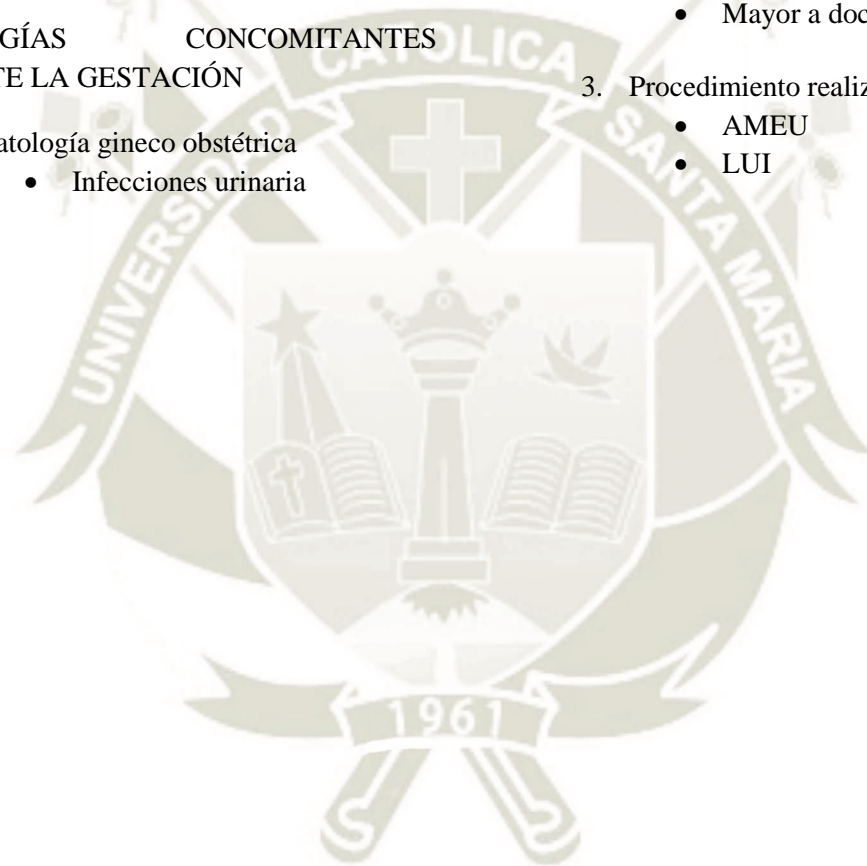 GÍAS CONCOMITANTES
TE LA GESTACIÓN
atología gineco obstétrica
• Infecciones urinaria
• Mayor a doc
3. Procedimiento realiz
• AMEU
• LUI
UNIVERSIDAD CATOLICA SANTA MARIA
1961